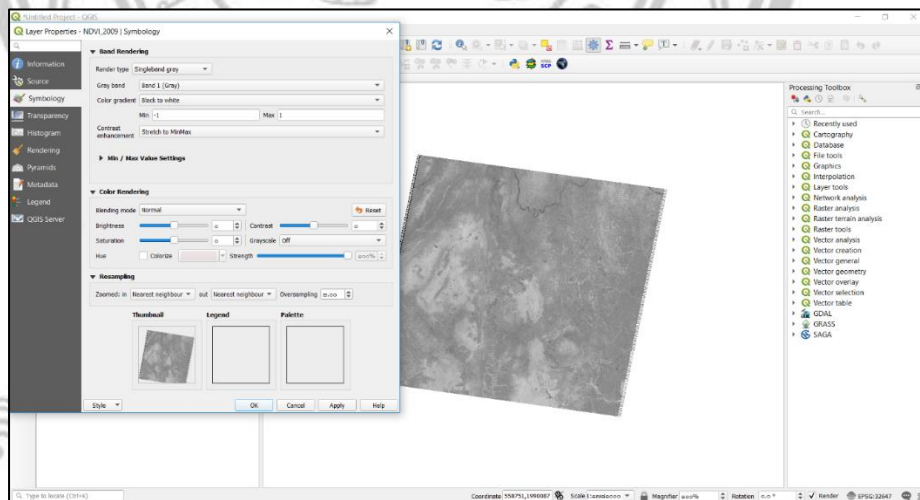 *Untitled Project - QGIS
Layer Properties - NDVI_2009 | Symbology
Information
Source
Symbology
Transparency
Histogram
Rendering
Pyramids
Metadata
Legend
QGIS Server
Band Rendering
Render type Singleband gray
Gray band Band 1 (Gray)
Color gradient Black to white
Min -1 Max 1
Contrast enhancement Stretch to MinMax
Min / Max Value Settings
Color Rendering
Blending mode Normal Reset
Brightness Contrast
Saturation Grayscale Off
Hue Colorize Strength
Resampling
Zoomed: in Nearest neighbour out Nearest neighbour Oversampling
Thumbnail Legend Palette
Style OK Cancel Apply Help
SCP
Processing Toolbox
Search...
Recently used
Cartography
Database
File tools
Graphics
Interpolation
Layer tools
Network analysis
Raster analysis
Raster terrain analysis
Raster tools
Vector analysis
Vector creation
Vector general
Vector geometry
Vector overlay
Vector selection
Vector table
GDAL
GRASS
SAGA
Type to locate (Ctrl+K) Coordinate Scale Magnifier Rotation Render EPSG:32647